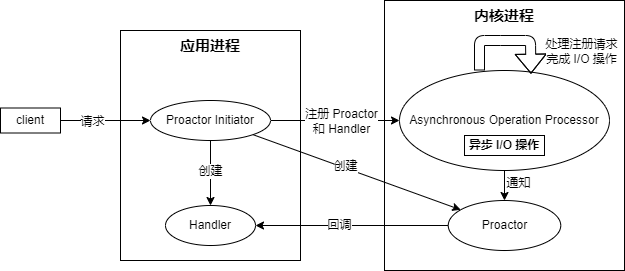 应用进程
内核进程
处理注册请求
完成 I/O 操作
client
请求
Proactor Initiator
注册 Proactor
和 Handler
Asynchronous Operation Processor
异步 I/O 操作
创建
创建
通知
Handler
回调
Proactor